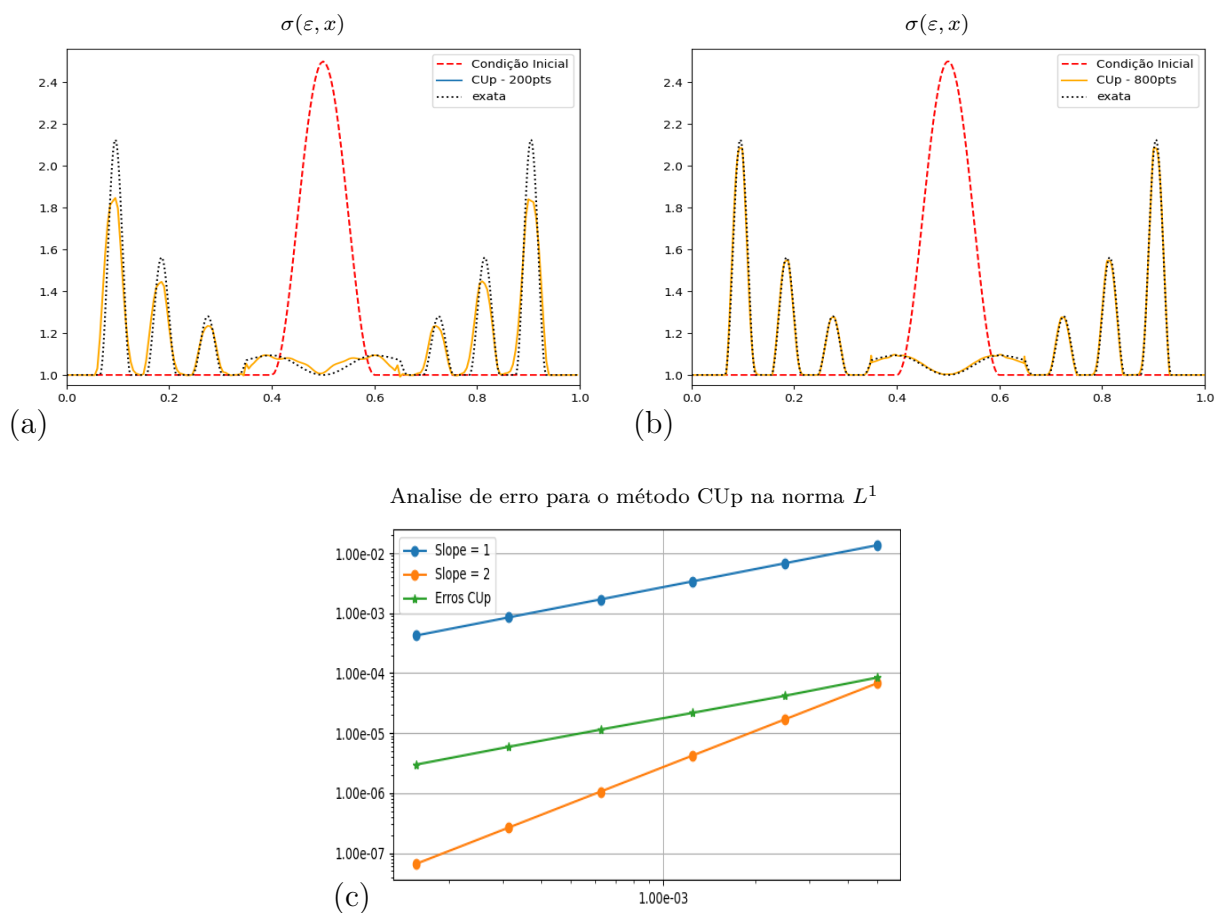 σ(ε, x)
Condição Inicial
CUp - 200pts
exata
2.4
2.2
2.0
1.8
1.6
1.4
1.2
1.0
0.0 0.2 0.4 0.6 0.8 1.0
(a)
σ(ε, x)
Condição Inicial
CUp - 800pts
exata
2.4
2.2
2.0
1.8
1.6
1.4
1.2
1.0
0.0 0.2 0.4 0.6 0.8 1.0
(b)
Analise de erro para o método CUp na norma L¹
Slope = 1
Slope = 2
Erros CUp
1.00e-02
1.00e-03
1.00e-04
1.00e-05
1.00e-06
1.00e-07
1.00e-03
(c)